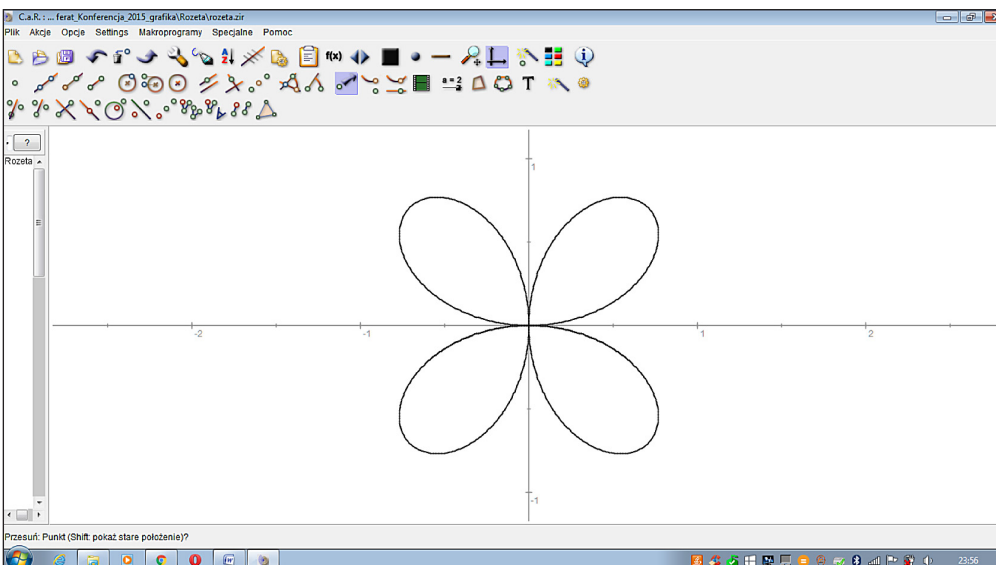 C.a.R. : ... ferat_Konferencja_2015_grafika\Rozeta\rozeta.zir
Plik Akcje Opcje Settings Makroprogramy Specjalne Pomoc
f(x)
a = 2
T
?
Rozeta
1
-2 -1 1 2
-1
Przesuń: Punkt (Shift: pokaż stare położenie)?
23:56